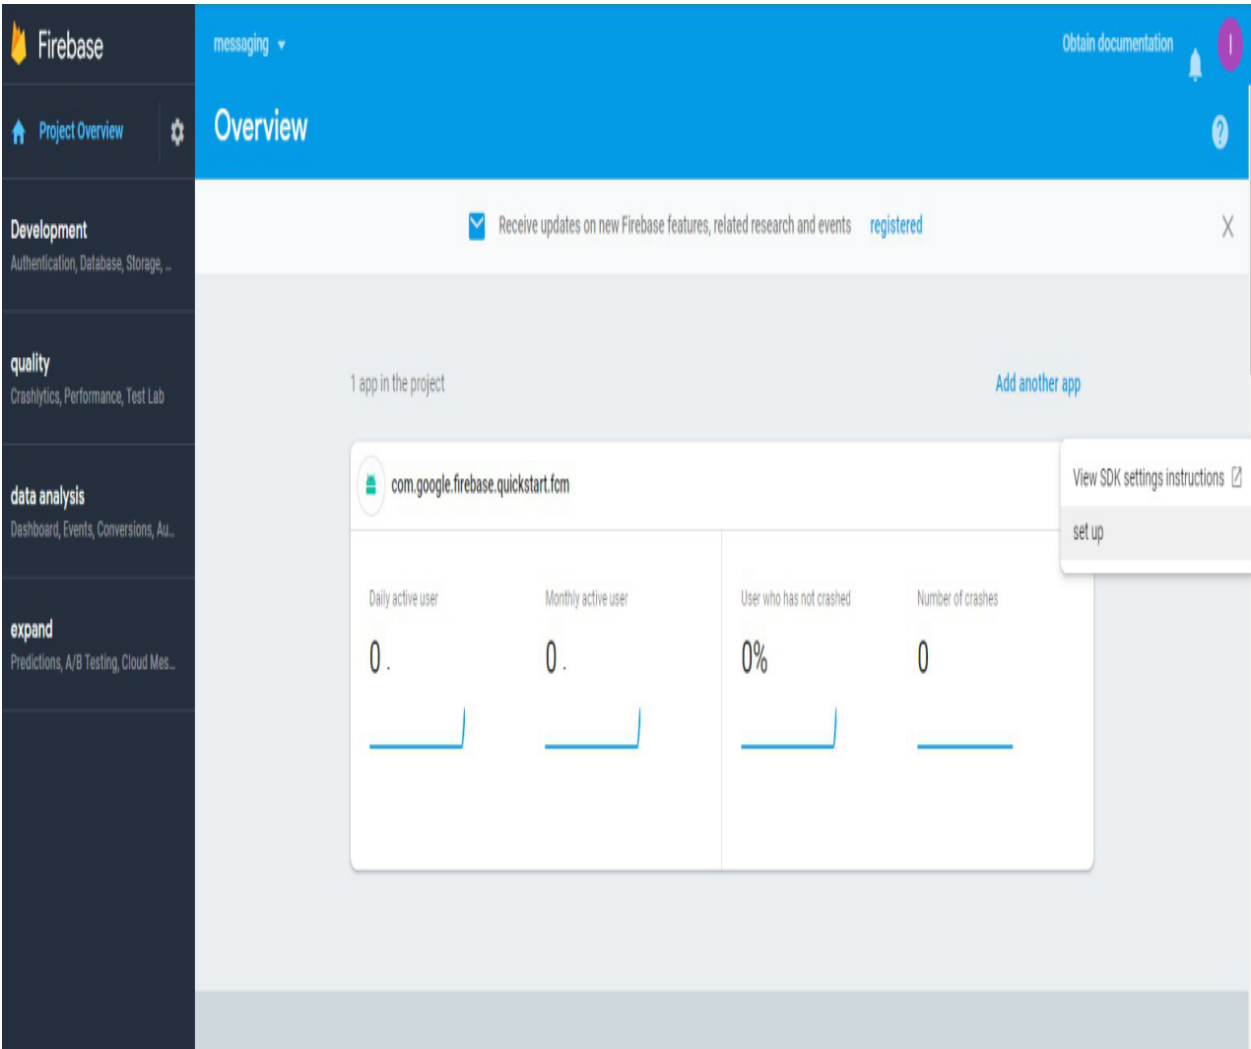 Firebase
messaging
Obtain documentation
I
Project Overview
Overview
Receive updates on new Firebase features, related research and events registered
Development
Authentication, Database, Storage, ...
quality
Crashlytics, Performance, Test Lab
data analysis
Dashboard, Events, Conversions, Au...
expand
Predictions, A/B Testing, Cloud Mes...
1 app in the project
Add another app
com.google.firebase.quickstart.fcm
View SDK settings instructions
set up
Daily active user
Monthly active user
User who has not crashed
Number of crashes
0 .
0 .
0%
0